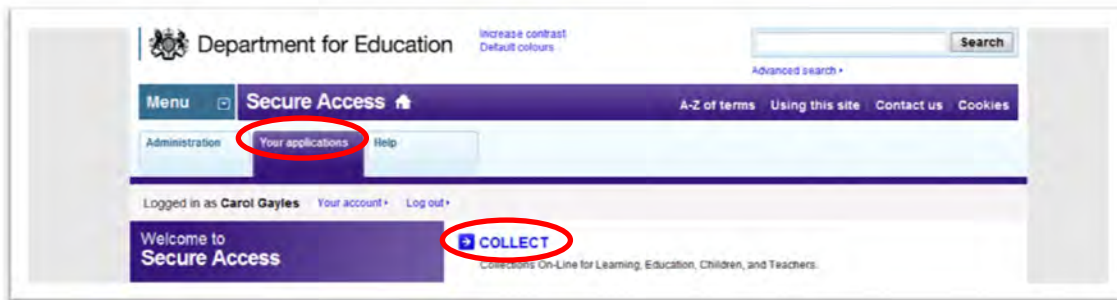 Department for Education
Increase contrast
Default colours
Search
Advanced search
Menu
Secure Access
A-Z of terms Using this site Contact us Cookies
Administration
Your applications
Help
Logged in as Carol Gayles Your account Log out
Welcome to
Secure Access
COLLECT
Collections On-Line for Learning, Education, Children, and Teachers.